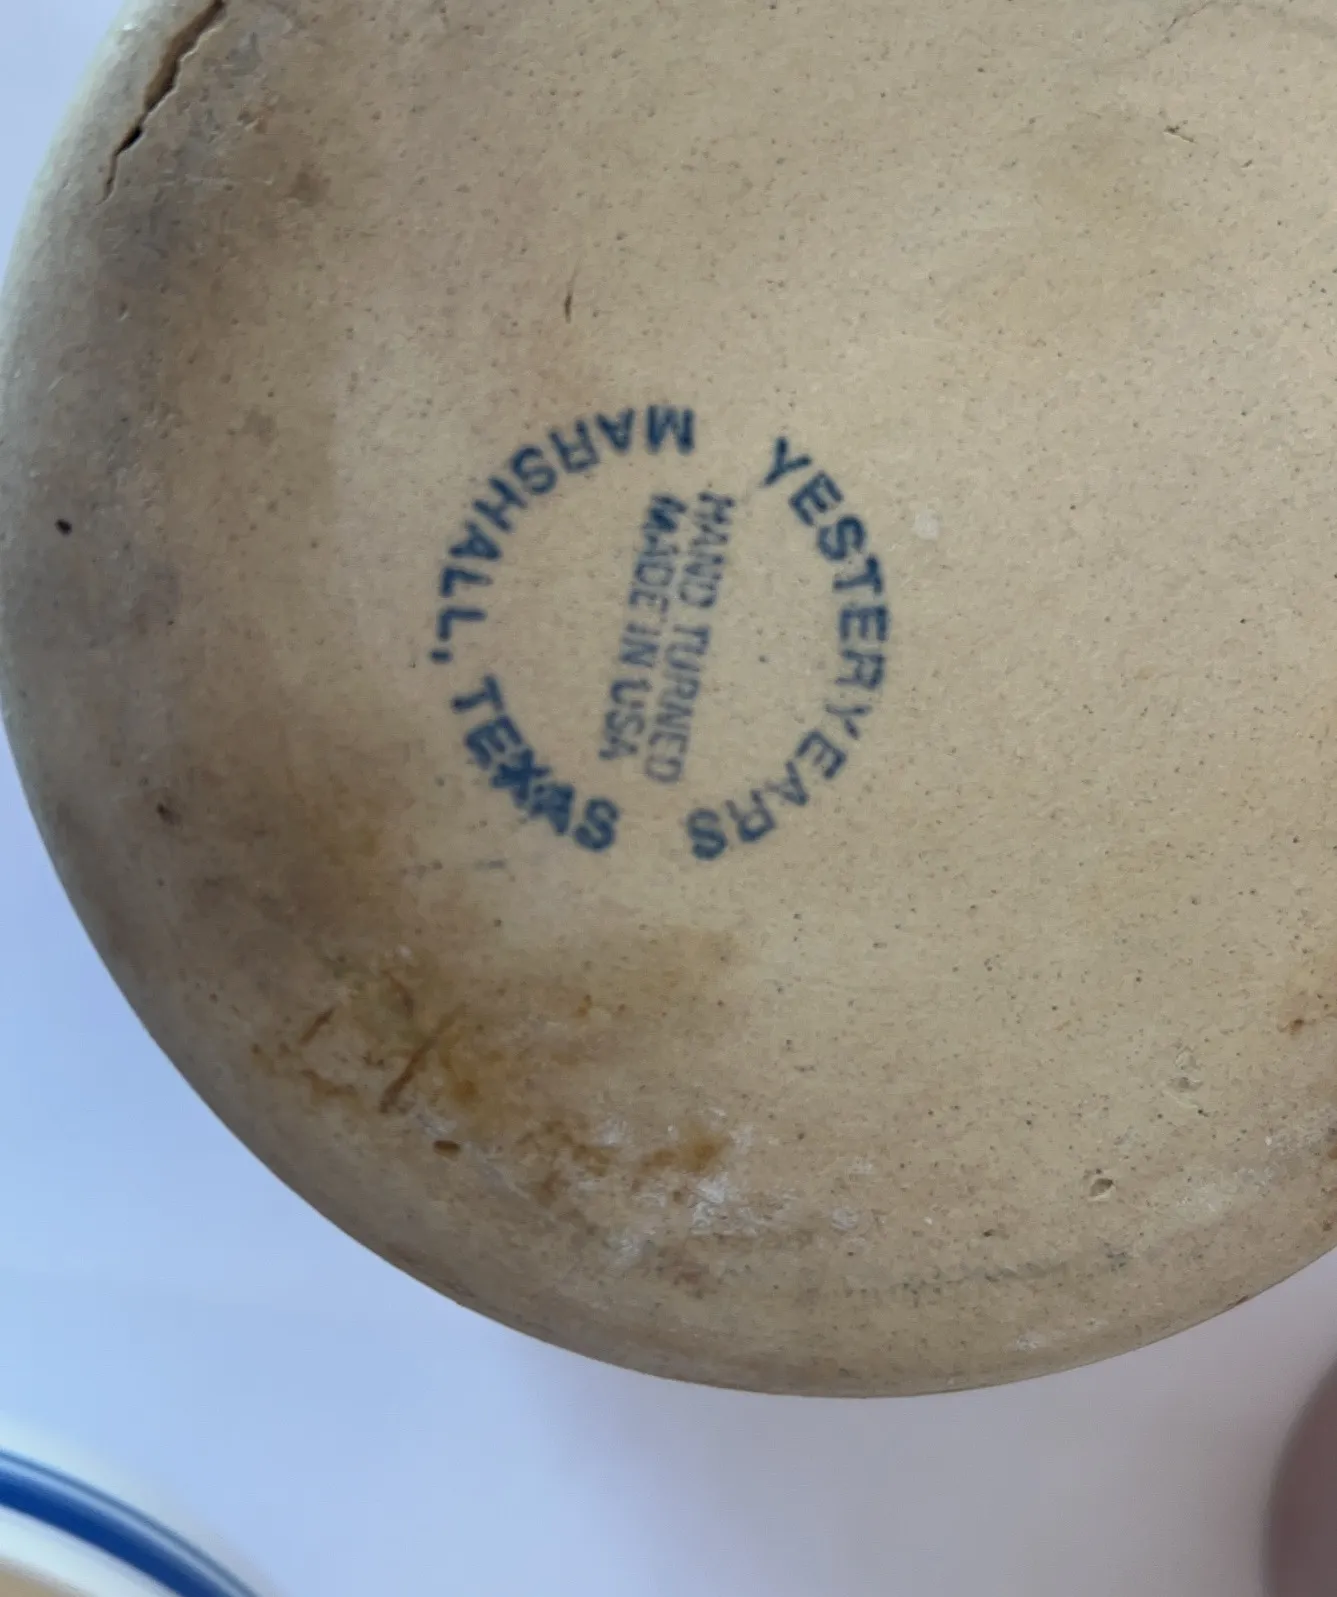 YESTERYEARS
HAND TURNED
MADE IN USA
MARSHALL, TEXAS